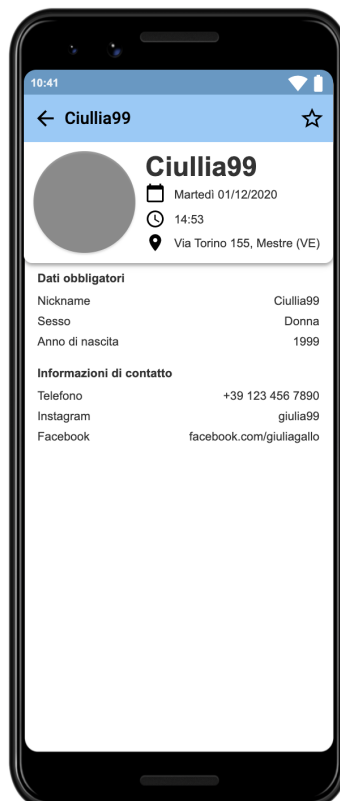 10:41
Ciullia99
Ciullia99
Martedì 01/12/2020
14:53
Via Torino 155, Mestre (VE)
Dati obbligatori
Nickname Ciullia99
Sesso Donna
Anno di nascita 1999
Informazioni di contatto
Telefono +39 123 456 7890
Instagram giulia99
Facebook facebook.com/giuliagallo